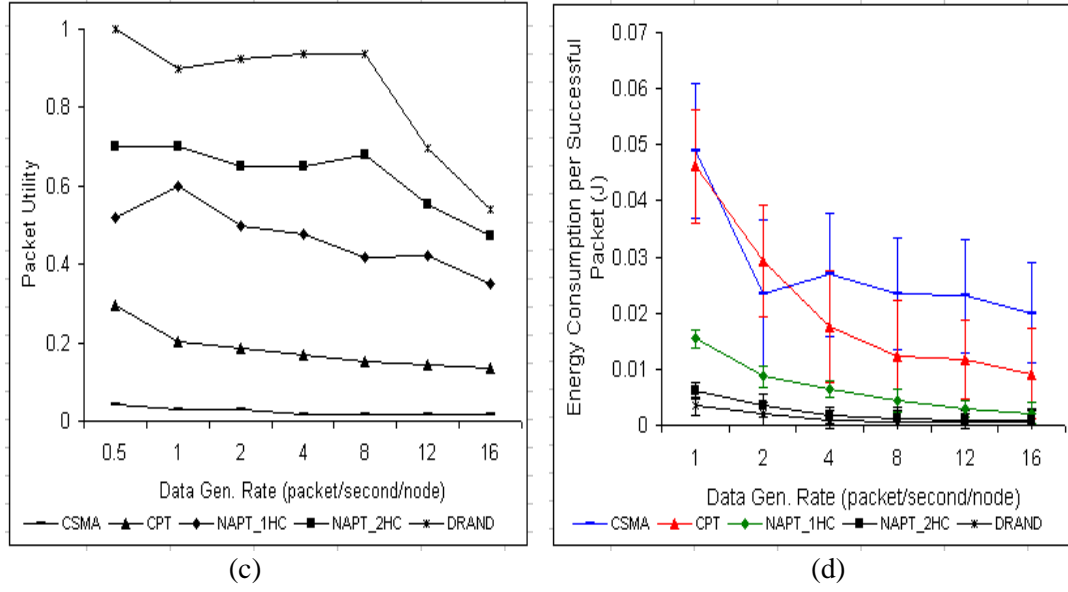 1
0.8
0.6
0.4
0.2
0
Packet Utility
0.5 1 2 4 8 12 16
Data Gen. Rate (packet/second/node)
CSMA CPT NAPT_1HC NAPT_2HC DRAND
(c)
0.07
0.06
0.05
0.04
0.03
0.02
0.01
0
Energy Consumption per Successful
Packet (J)
1 2 4 8 12 16
Data Gen. Rate (packet/second/node)
CSMA CPT NAPT_1HC NAPT_2HC DRAND
(d)